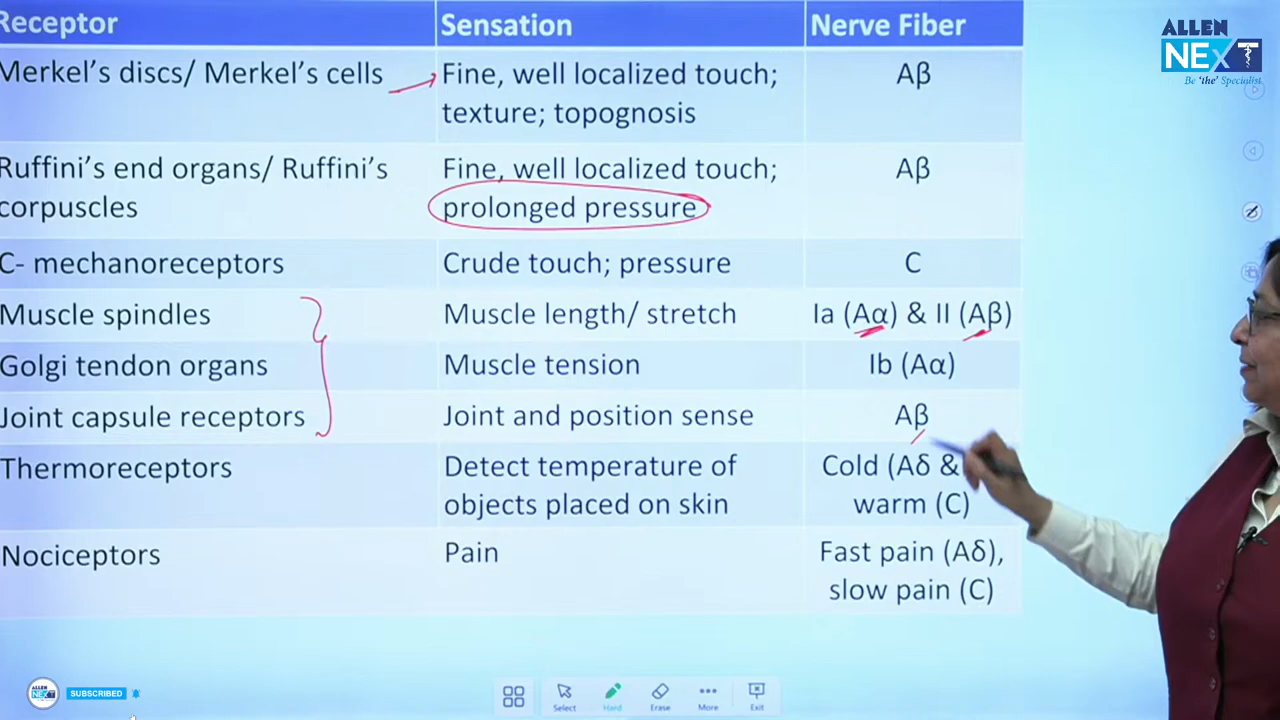 Receptor Sensation Nerve Fiber
Merkel's discs/ Merkel's cells Fine, well localized touch; Aβ
texture; topognosis
Ruffini's end organs/ Ruffini's Fine, well localized touch; Aβ
corpuscles prolonged pressure
C- mechanoreceptors Crude touch; pressure C
Muscle spindles Muscle length/ stretch Ia (Aα) & II (Aβ)
Golgi tendon organs Muscle tension Ib (Aα)
Joint capsule receptors Joint and position sense Aβ
Thermoreceptors Detect temperature of Cold (Aδ &
objects placed on skin warm (C)
Nociceptors Pain Fast pain (Aδ),
slow pain (C)
ALLEN
NExT
Be 'the' Specialist
ALLEN
NExT
SUBSCRIBED
Select Hard Erase More Exit